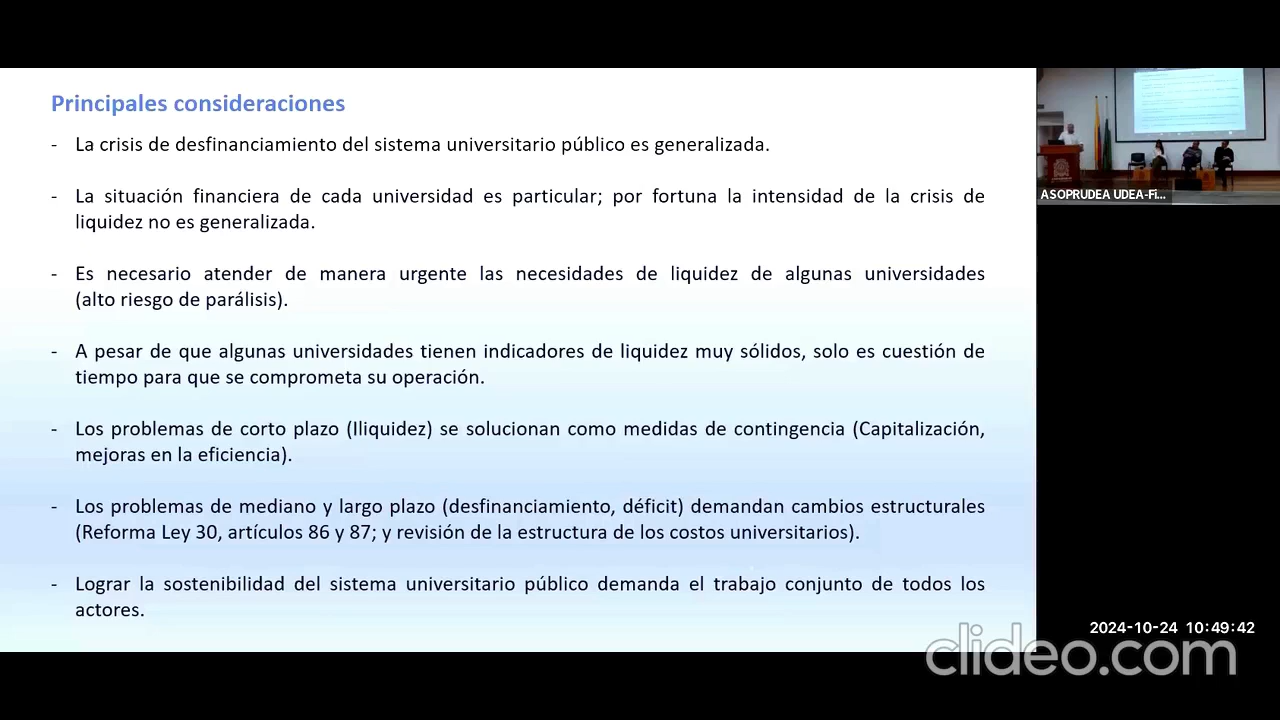 Principales consideraciones
- La crisis de desfinanciamiento del sistema universitario público es generalizada.
- La situación financiera de cada universidad es particular; por fortuna la intensidad de la crisis de
liquidez no es generalizada.
- Es necesario atender de manera urgente las necesidades de liquidez de algunas universidades
(alto riesgo de parálisis).
- A pesar de que algunas universidades tienen indicadores de liquidez muy sólidos, solo es cuestión de
tiempo para que se comprometa su operación.
- Los problemas de corto plazo (Iliquidez) se solucionan como medidas de contingencia (Capitalización,
mejoras en la eficiencia).
- Los problemas de mediano y largo plazo (desfinanciamiento, déficit) demandan cambios estructurales
(Reforma Ley 30, artículos 86 y 87; y revisión de la estructura de los costos universitarios).
- Lograr la sostenibilidad del sistema universitario público demanda el trabajo conjunto de todos los
actores.
ASOPRUDEA UDEA-Fi...
2024-10-24 10:49:42
clideo.com